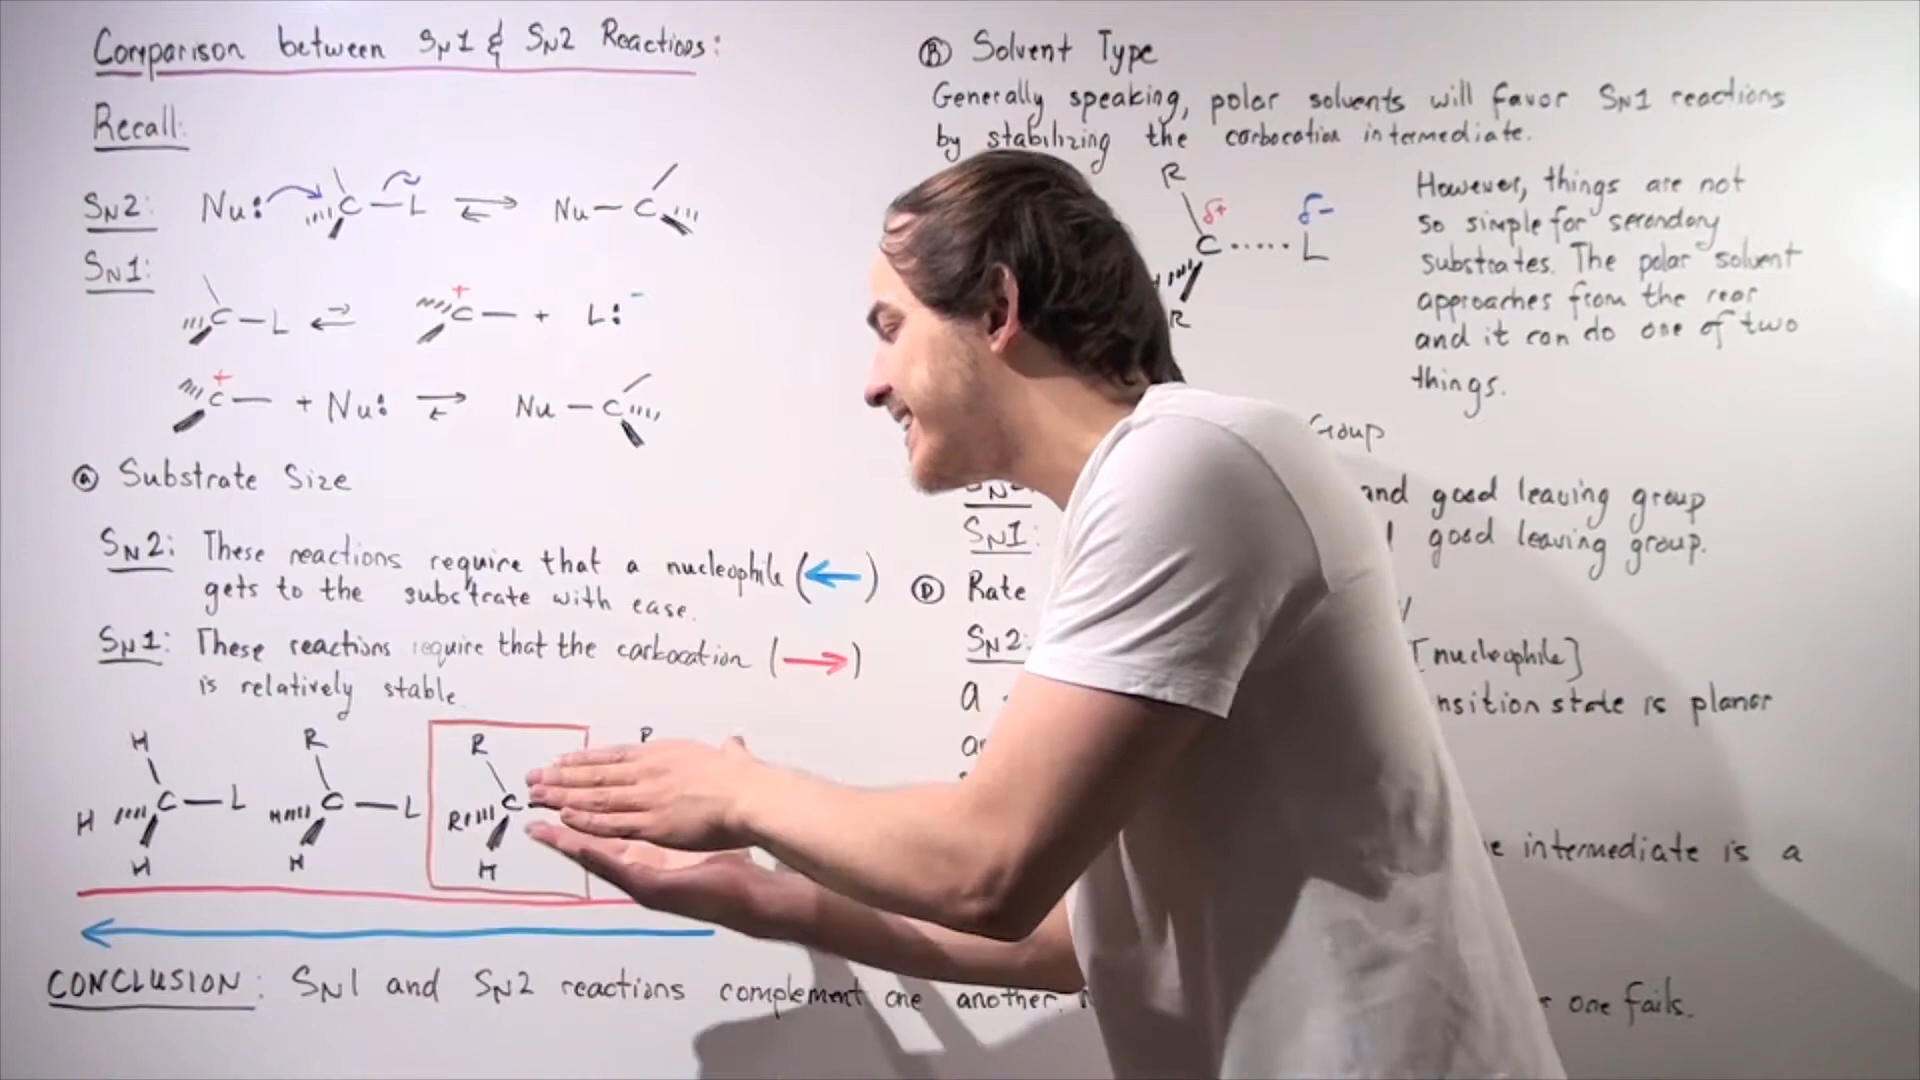 Comparison between SN1 & SN2 Reactions:
Recall:
SN2: Nu: C-L Nu-C
SN1:
C-L C + + L: -
C + + Nu: Nu-C
(a) Substrate Size
SN2: These reactions require that a nucleophile (←)
gets to the substrate with ease.
SN1: These reactions require that the carbocation (→)
is relatively stable.
H R R R
H C-L H C-L R C
H H H
CONCLUSION: SN1 and SN2 reactions complement one another. one fails.
(B) Solvent Type
Generally speaking, polar solvents will favor SN1 reactions
by stabilizing the carbocation intermediate.
R
δ+ δ-
C.....L
R
However, things are not
so simple for serondary
substrates. The polar solvent
approaches from the rear
and it can do one of two
things.
Group
and good leaving group
SN1: good leaving group.
(D) Rate
SN2: [nucleophile]
a nsition state is planar
intermediate is a